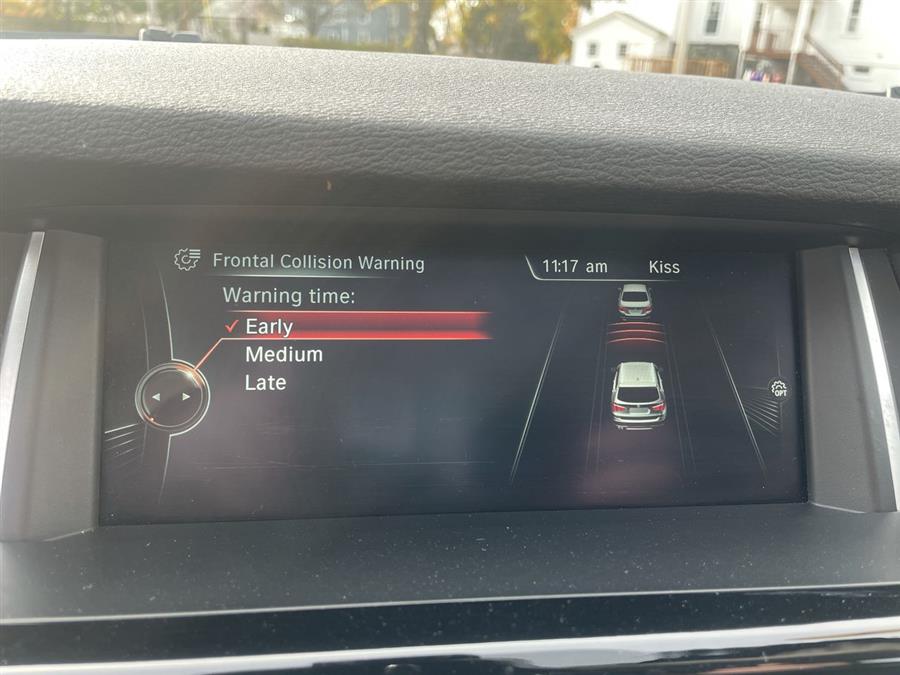 Frontal Collision Warning
11:17 am Kiss
Warning time:
Early
Medium
Late
OPT